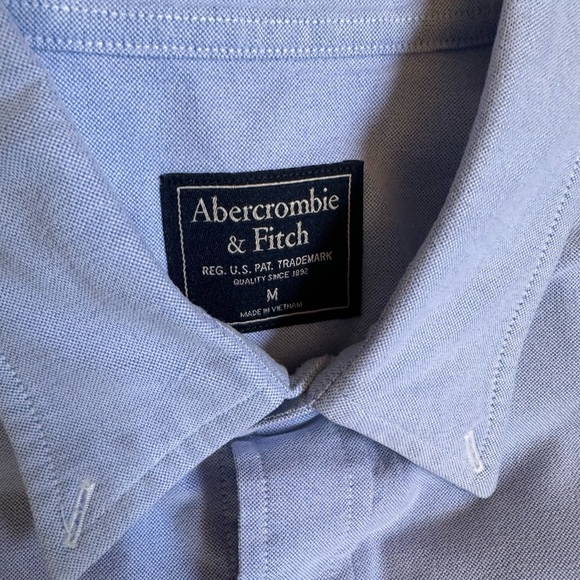 Abercrombie
& Fitch
REG. U.S. PAT. TRADEMARK
QUALITY SINCE 1892
M
MADE IN VIETNAM